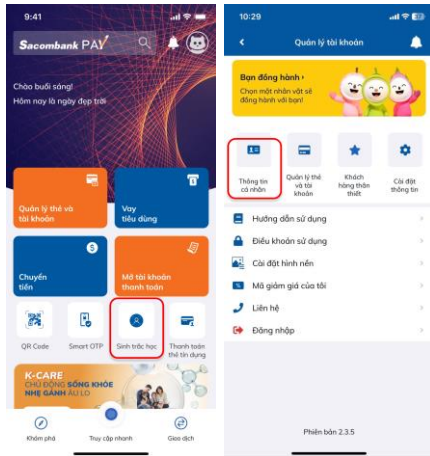 9:41
Sacombank PAY
Chào buổi sáng!
Hôm nay là ngày đẹp trời
Quản lý thẻ và
tài khoản
Vay
tiêu dùng
Chuyển
tiền
Mở tài khoản
thanh toán
QR Code
Smart OTP
Sinh trắc học
Thanh toán
thẻ tín dụng
K-CARE
CHỦ ĐỘNG SỐNG KHỎE
NHẸ GÁNH ÂU LO
Khám phá
Truy cập nhanh
Giao dịch
10:29
Quản lý tài khoản
Bạn đồng hành ›
Chọn một nhân vật sẽ
đồng hành với bạn!
Thông tin
cá nhân
Quản lý thẻ
và tài
khoản
Khách
hàng thân
thiết
Cài đặt
thông tin
Hướng dẫn sử dụng
Điều khoản sử dụng
Cài đặt hình nền
Mã giảm giá của tôi
Liên hệ
Đăng nhập
Phiên bản 2.3.5